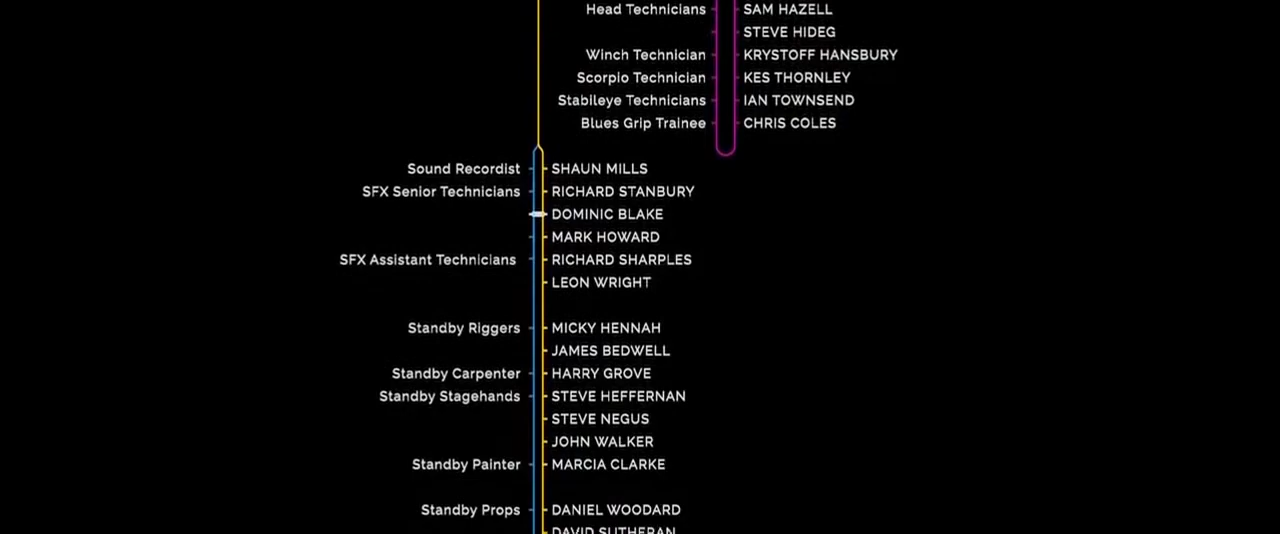 Head Technicians SAM HAZELL
STEVE HIDEG
Winch Technician KRYSTOFF HANSBURY
Scorpio Technician KES THORNLEY
Stabileye Technicians IAN TOWNSEND
Blues Grip Trainee CHRIS COLES
Sound Recordist SHAUN MILLS
SFX Senior Technicians RICHARD STANBURY
DOMINIC BLAKE
MARK HOWARD
SFX Assistant Technicians RICHARD SHARPLES
LEON WRIGHT
Standby Riggers MICKY HENNAH
JAMES BEDWELL
Standby Carpenter HARRY GROVE
Standby Stagehands STEVE HEFFERNAN
STEVE NEGUS
JOHN WALKER
Standby Painter MARCIA CLARKE
Standby Props DANIEL WOODARD
DAVID SUTHERAN